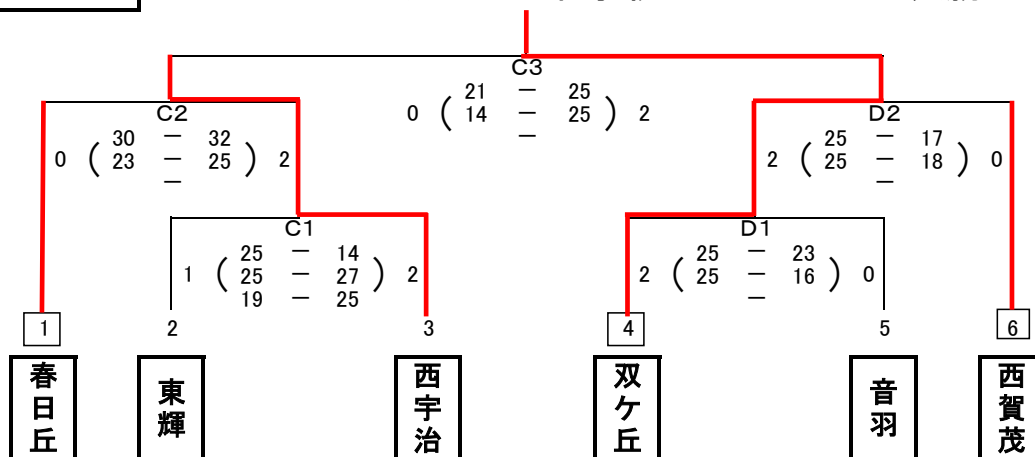 C3
21 — 25
0 ( 14 — 25 ) 2
—
C2
30 — 32
0 ( 23 — 25 ) 2
—
D2
25 — 17
2 ( 25 — 18 ) 0
—
C1
25 — 14
1 ( 25 — 27 ) 2
19 — 25
D1
25 — 23
2 ( 25 — 16 ) 0
—
1 2 3 4 5 6
春日丘
東輝
西宇治
双ケ丘
音羽
西賀茂